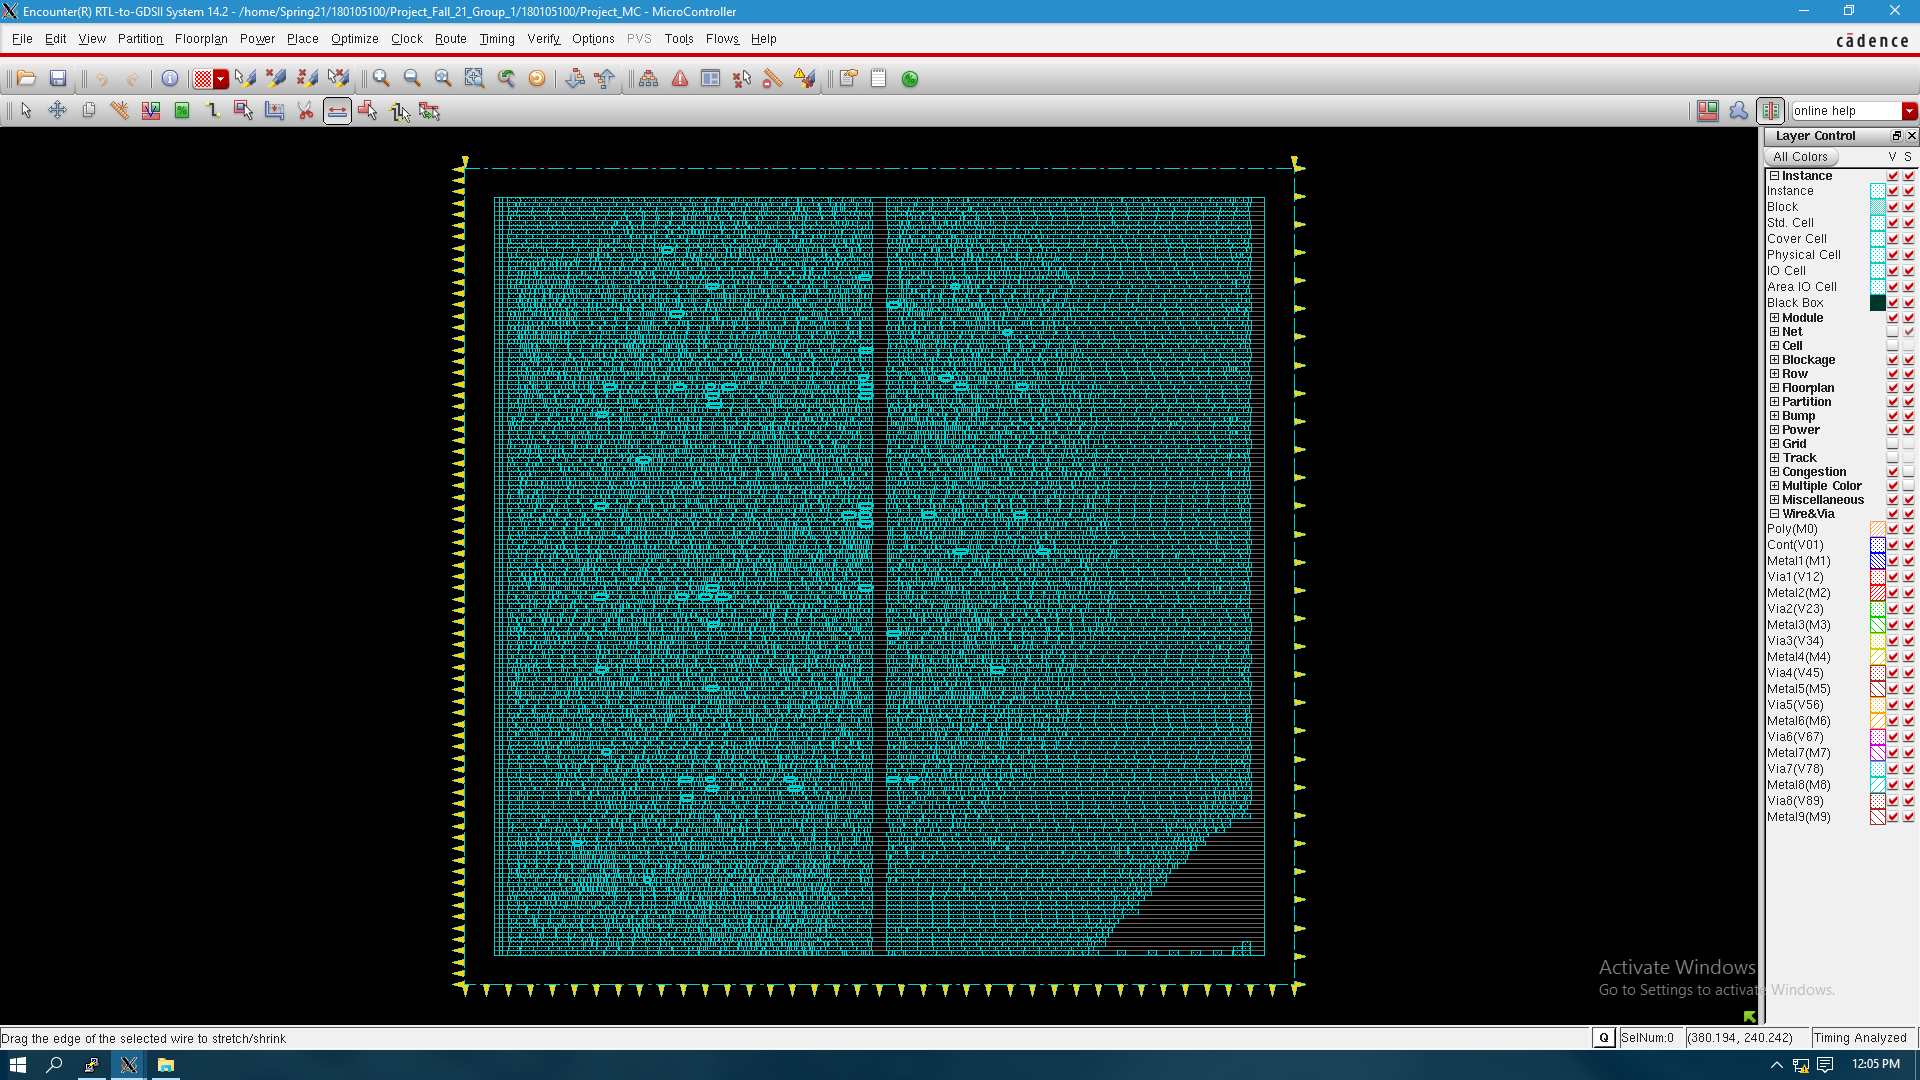 Encounter(R) RTL-to-GDSII System 14.2 - /home/Spring21/180105100/Project_Fall_21_Group_1/180105100/Project_MC - MicroController
File Edit View Partition Floorplan Power Place Optimize Clock Route Timing Verify Options PVS Tools Flows Help
cādence
online help
Layer Control
All Colors V S
Instance
Instance
Block
Std. Cell
Cover Cell
Physical Cell
IO Cell
Area IO Cell
Black Box
Module
Net
Cell
Blockage
Row
Floorplan
Partition
Bump
Power
Grid
Track
Congestion
Multiple Color
Miscellaneous
Wire&Via
Poly(M0)
Cont(V01)
Metal1(M1)
Via1(V12)
Metal2(M2)
Via2(V23)
Metal3(M3)
Via3(V34)
Metal4(M4)
Via4(V45)
Metal5(M5)
Via5(V56)
Metal6(M6)
Via6(V67)
Metal7(M7)
Via7(V78)
Metal8(M8)
Via8(V89)
Metal9(M9)
Activate Windows
Go to Settings to activate Windows.
Drag the edge of the selected wire to stretch/shrink
Q SelNum:0 (380.194, 240.242) Timing Analyzed
12:05 PM